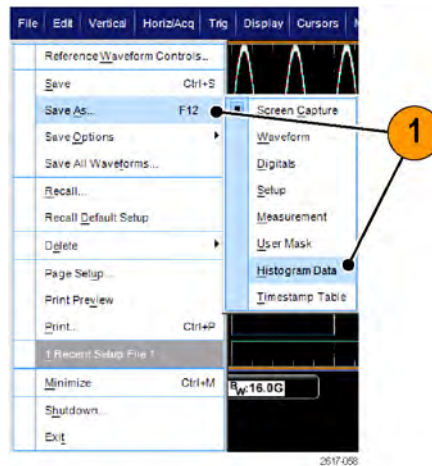 File Edit Vertical Horiz/Acq Trig Display Cursors
Reference Waveform Controls...
Save Ctrl+S
Save As... F12
Save Options
Save All Waveforms...
Recall...
Recall Default Setup
Delete
Page Setup...
Print Preview
Print... Ctrl+P
1 Recent Setup File 1
Minimize Ctrl+M
Shutdown...
Exit
Screen Capture
Waveform
Digitals
Setup
Measurement
User Mask
Histogram Data
Timestamp Table
1
BW:16.0G
2617-058